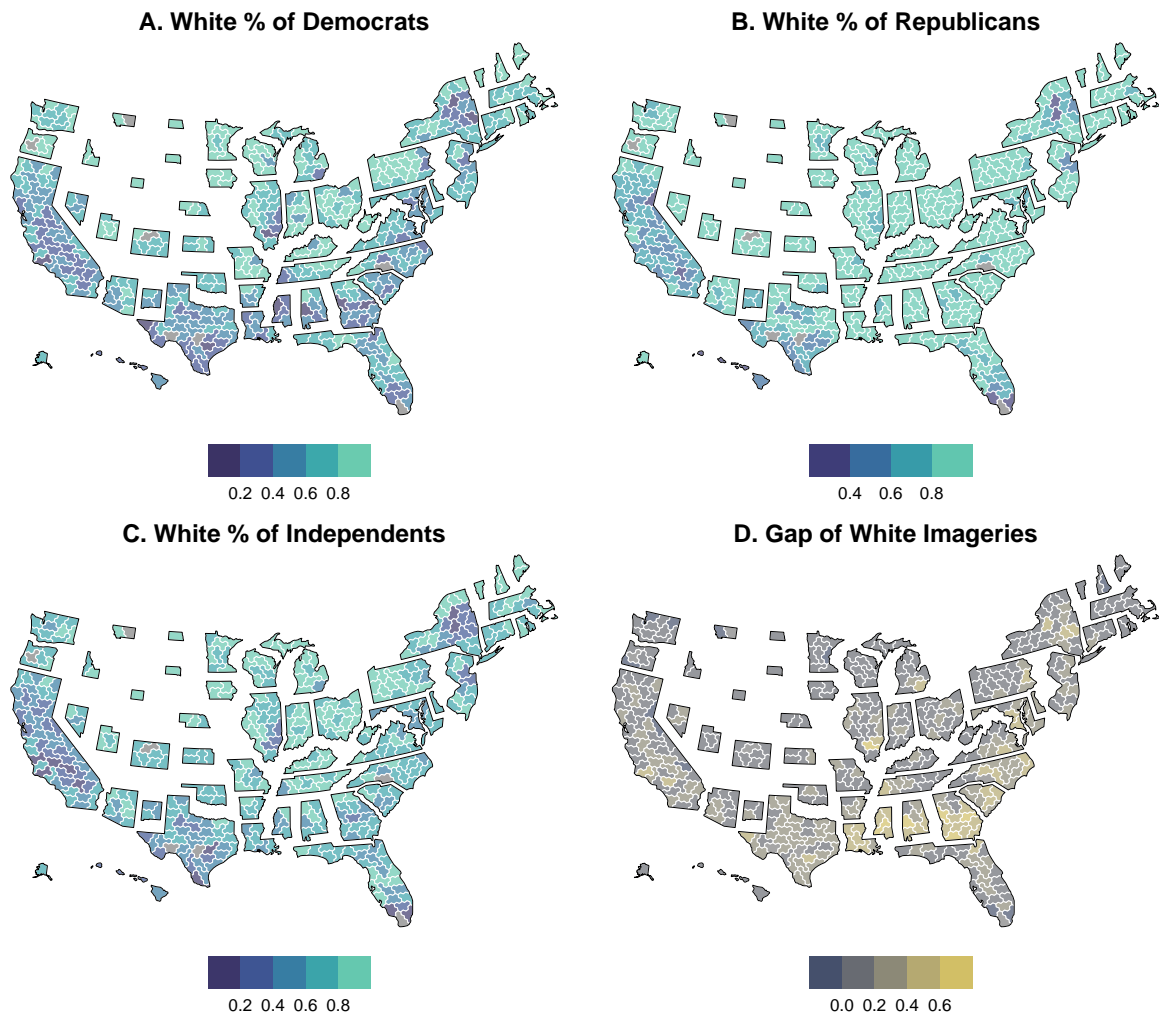 A. White % of Democrats
B. White % of Republicans
0.2 0.4 0.6 0.8
0.4 0.6 0.8
C. White % of Independents
D. Gap of White Imageries
0.2 0.4 0.6 0.8
0.0 0.2 0.4 0.6